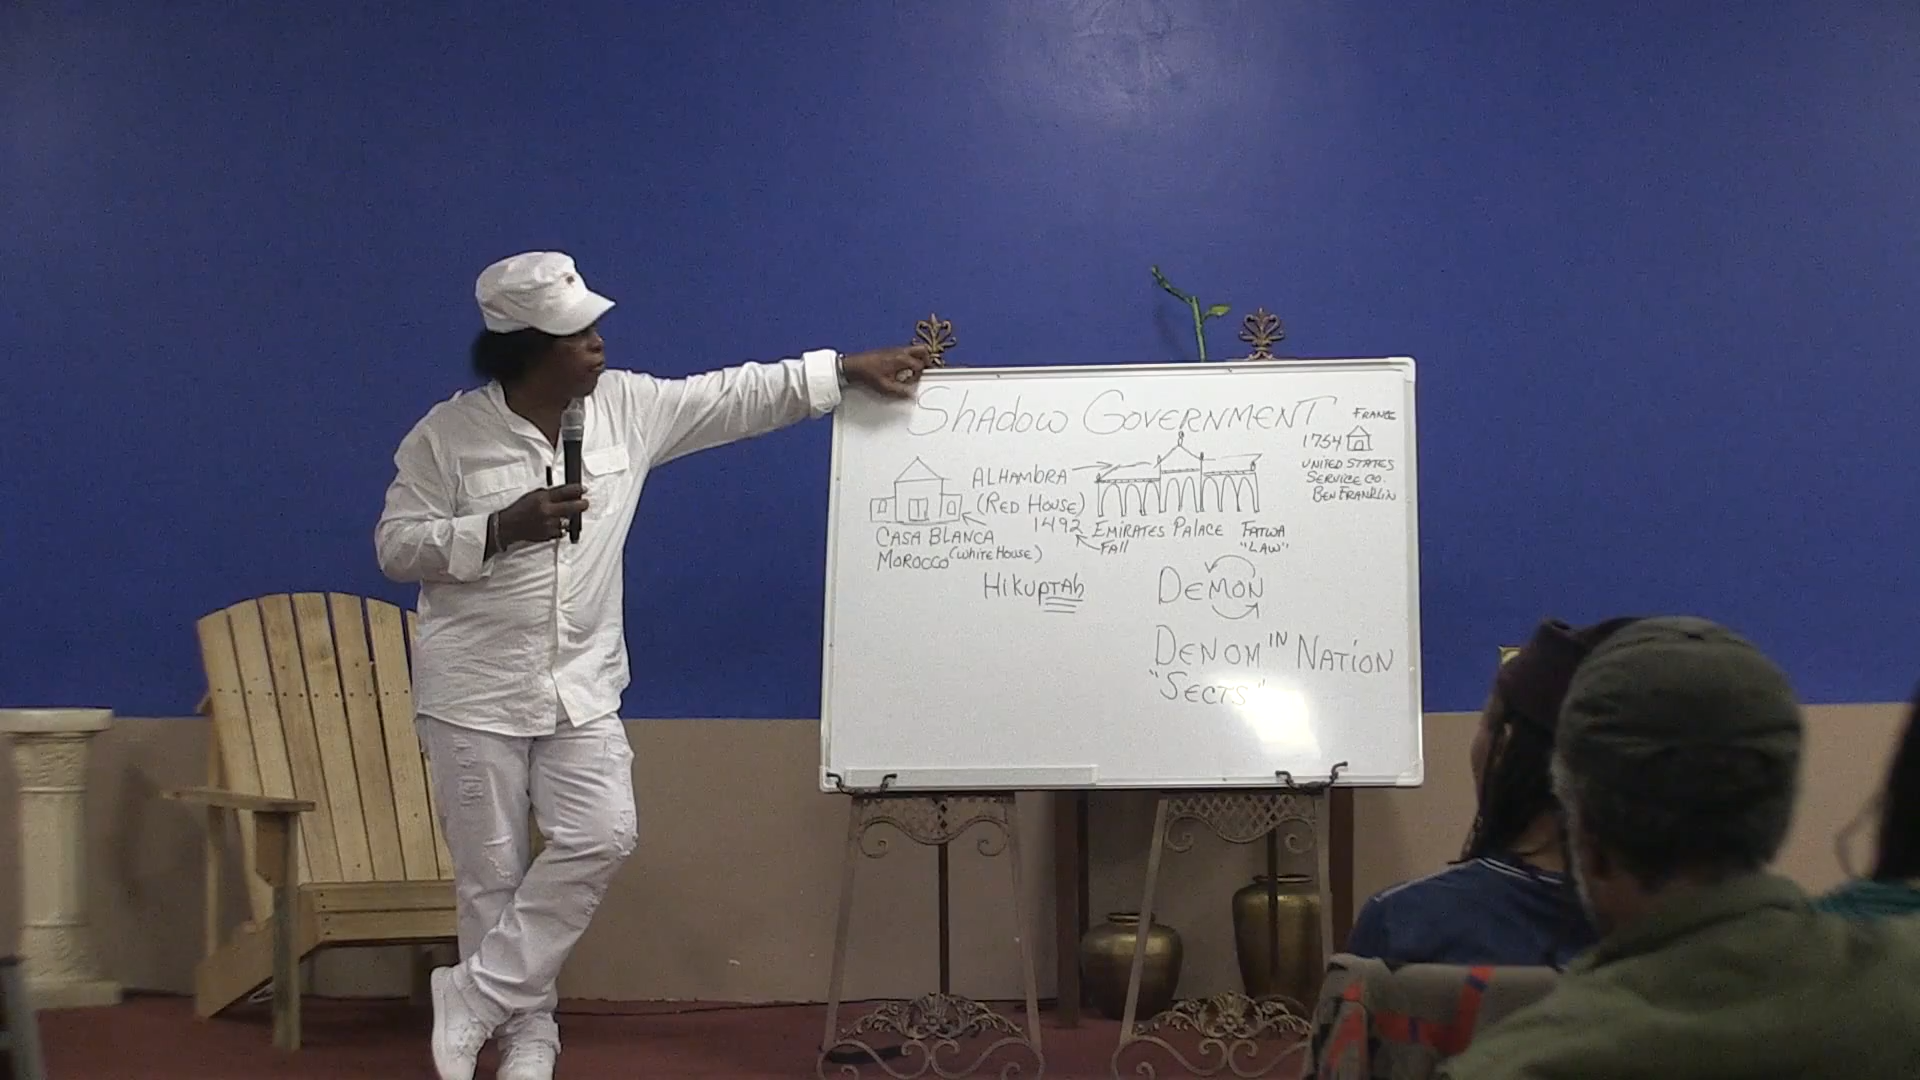 Shadow GOVERNMENT
FRANCE
1754
UNITED STATES
SERVICE CO.
BEN FRANKLIN
ALHAMBRA
(RED HOUSE)
1492
CASA BLANCA
MOROCCO (WHITE HOUSE)
EMIRATES PALACE
FAll
FATWA
"LAW"
HIKUPTAh
DEMON
DENOM IN NATION
"SECTS"